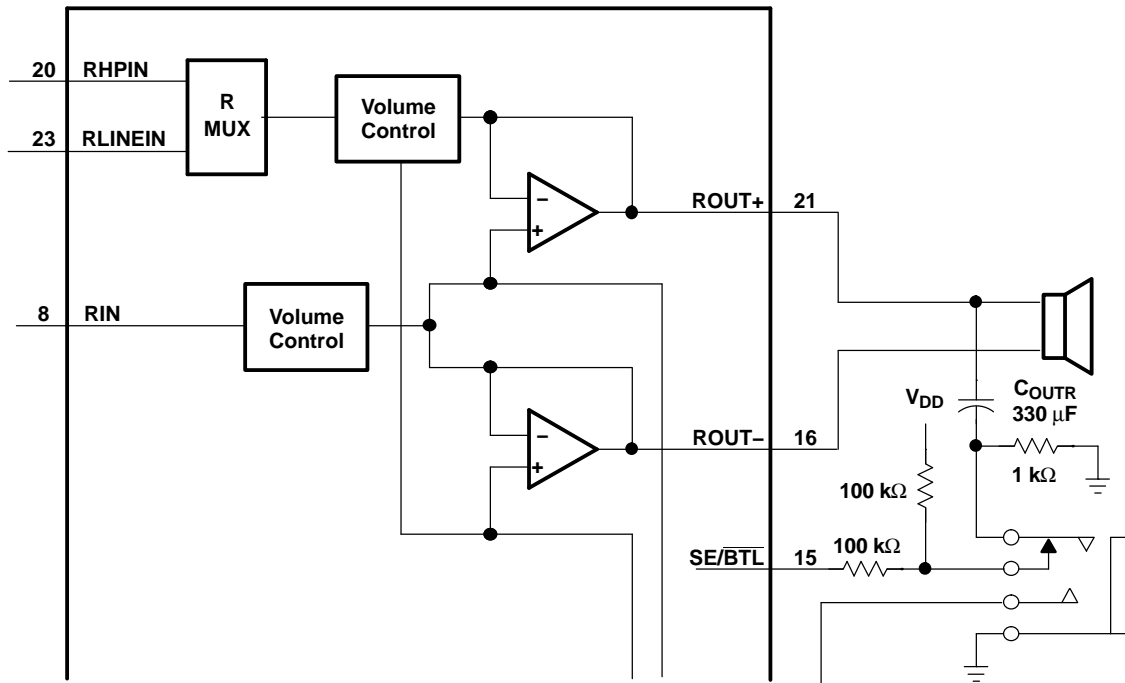 20 RHPIN
R
MUX
23 RLINEIN
Volume
Control
−
+
ROUT+ 21
8 RIN
Volume
Control
−
+
ROUT− 16
VDD
COUTR
330 μF
1 kΩ
100 kΩ
100 kΩ
SE/BTL 15